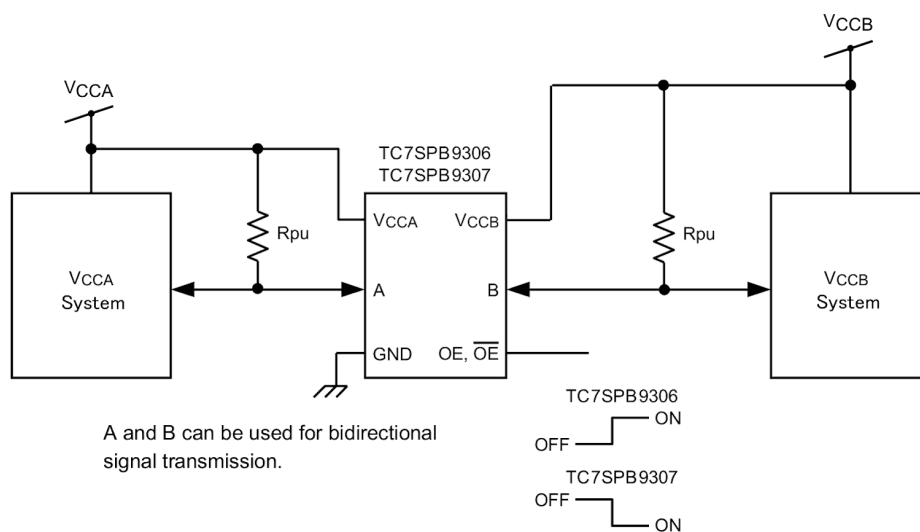 VCCB
VCCA
TC7SPB9306
TC7SPB9307
VCCA
VCCB
Rpu
Rpu
VCCA
System
A
B
VCCB
System
GND
OE, O̅E̅
TC7SPB9306
ON
OFF
A and B can be used for bidirectional
signal transmission.
TC7SPB9307
OFF
ON